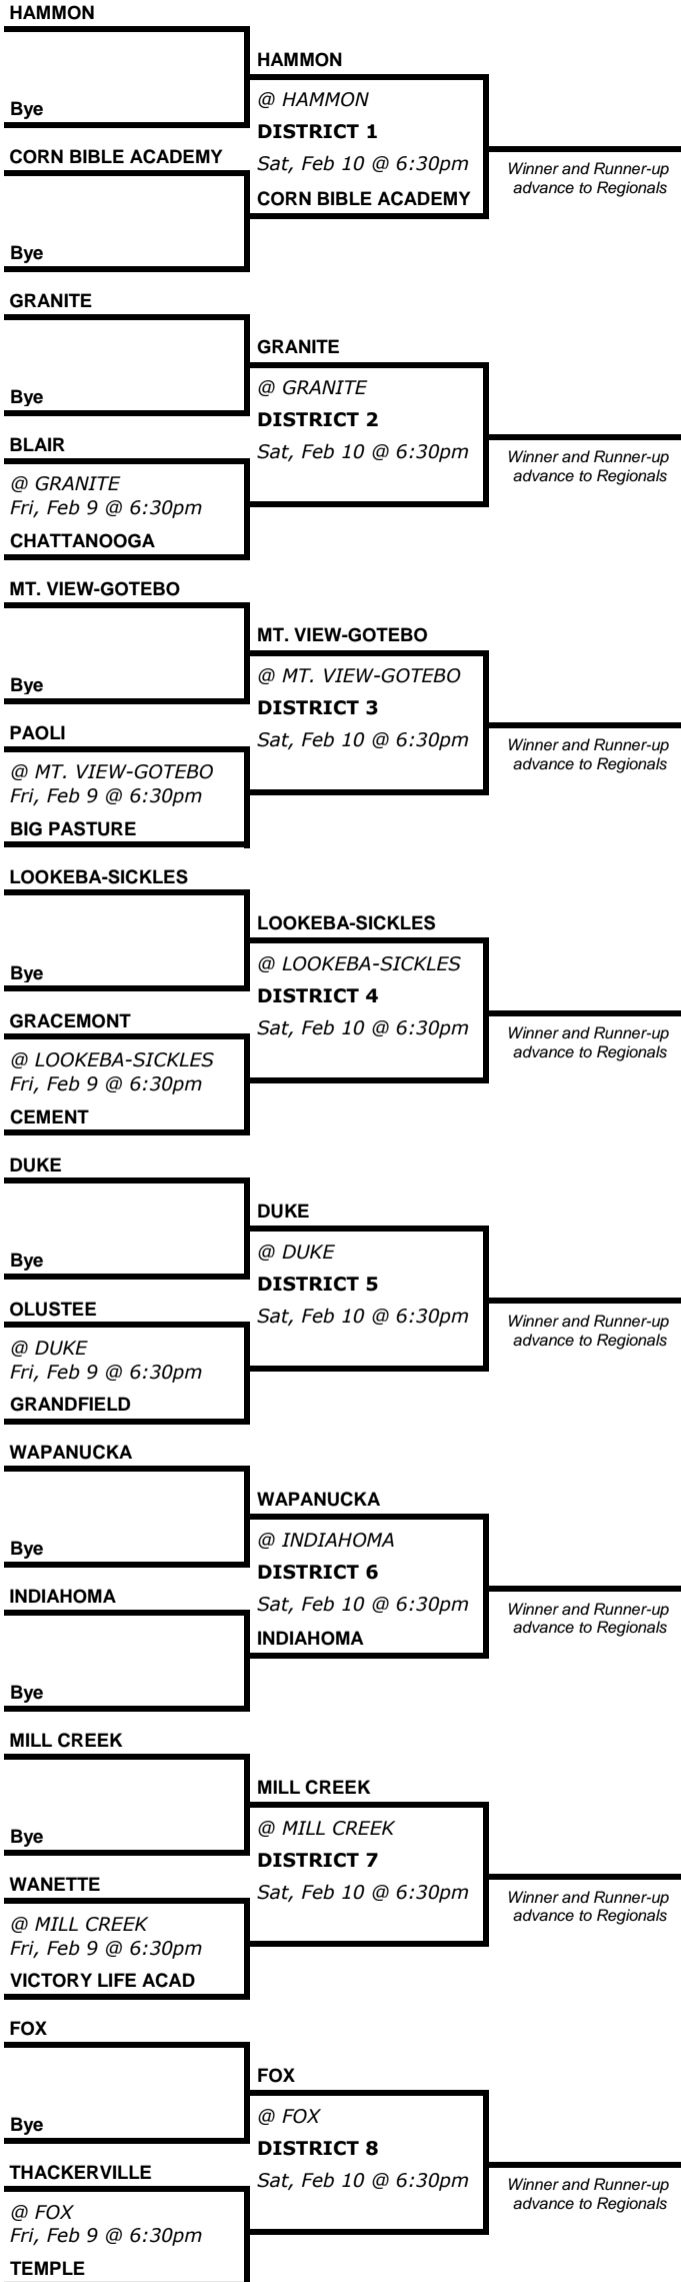 HAMMON
HAMMON
@ HAMMON
Bye
DISTRICT 1
CORN BIBLE ACADEMY
Sat, Feb 10 @ 6:30pm
Winner and Runner-up
advance to Regionals
CORN BIBLE ACADEMY
Bye
GRANITE
GRANITE
@ GRANITE
Bye
DISTRICT 2
BLAIR
Sat, Feb 10 @ 6:30pm
Winner and Runner-up
advance to Regionals
@ GRANITE
Fri, Feb 9 @ 6:30pm
CHATTANOOGA
MT. VIEW-GOTEBO
MT. VIEW-GOTEBO
@ MT. VIEW-GOTEBO
Bye
DISTRICT 3
PAOLI
Sat, Feb 10 @ 6:30pm
Winner and Runner-up
advance to Regionals
@ MT. VIEW-GOTEBO
Fri, Feb 9 @ 6:30pm
BIG PASTURE
LOOKEBA-SICKLES
LOOKEBA-SICKLES
@ LOOKEBA-SICKLES
Bye
DISTRICT 4
GRACEMONT
Sat, Feb 10 @ 6:30pm
Winner and Runner-up
advance to Regionals
@ LOOKEBA-SICKLES
Fri, Feb 9 @ 6:30pm
CEMENT
DUKE
DUKE
@ DUKE
Bye
DISTRICT 5
OLUSTEE
Sat, Feb 10 @ 6:30pm
Winner and Runner-up
advance to Regionals
@ DUKE
Fri, Feb 9 @ 6:30pm
GRANDFIELD
WAPANUCKA
WAPANUCKA
@ INDIAHOMA
Bye
DISTRICT 6
INDIAHOMA
Sat, Feb 10 @ 6:30pm
Winner and Runner-up
advance to Regionals
INDIAHOMA
Bye
MILL CREEK
MILL CREEK
@ MILL CREEK
Bye
DISTRICT 7
WANETTE
Sat, Feb 10 @ 6:30pm
Winner and Runner-up
advance to Regionals
@ MILL CREEK
Fri, Feb 9 @ 6:30pm
VICTORY LIFE ACAD
FOX
FOX
@ FOX
Bye
DISTRICT 8
THACKERVILLE
Sat, Feb 10 @ 6:30pm
Winner and Runner-up
advance to Regionals
@ FOX
Fri, Feb 9 @ 6:30pm
TEMPLE